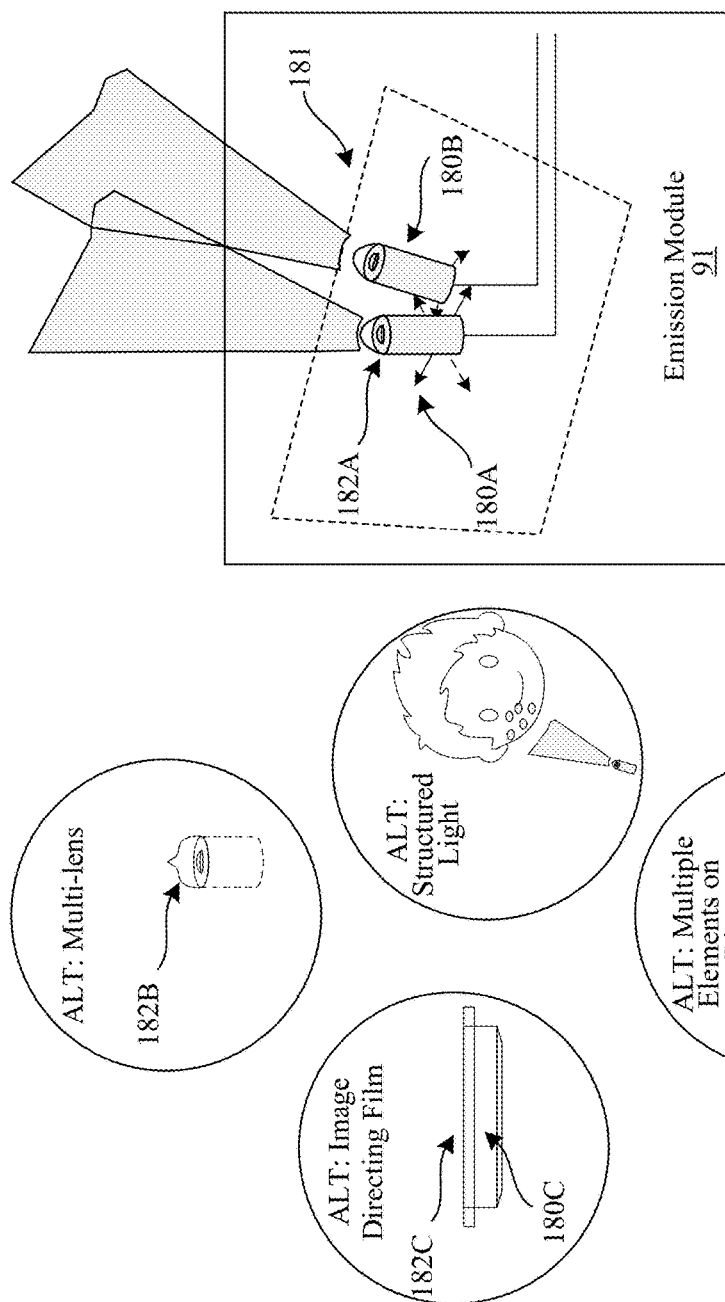 ALT: Multi-lens
182B
ALT: Image
Directing Film
182C
180C
ALT:
Structured
Light
ALT: Multiple
Elements on
181
182A
180B
180A
Emission Module
91